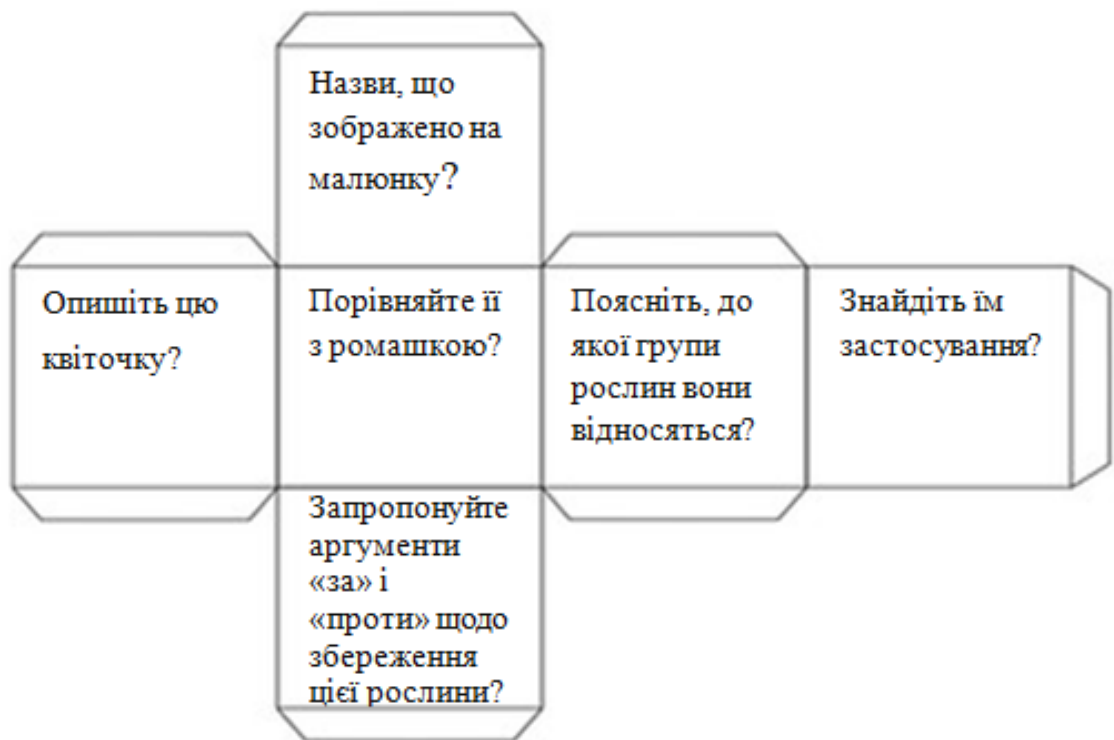 Назви, що
зображено на
малюнку?
Опишіть цю
квіточку?
Порівняйте її
з ромашкою?
Поясніть, до
якої групи
рослин вони
відносяться?
Знайдіть їм
застосування?
Запропонуйте
аргументи
«за» і
«проти» щодо
збереження
цієї рослини?